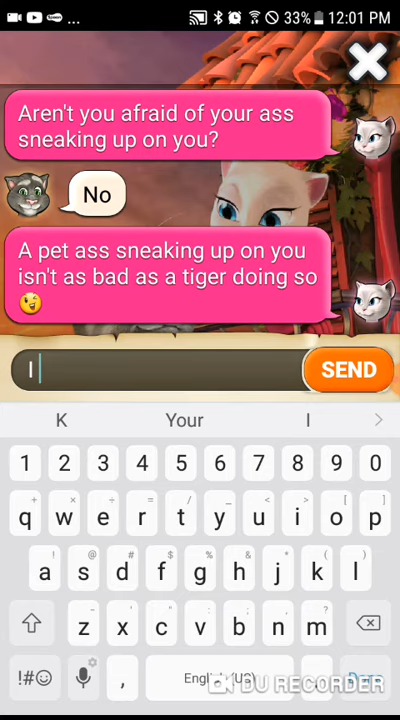 33% 12:01 PM
Aren't you afraid of your ass
sneaking up on you?
No
A pet ass sneaking up on you
isn't as bad as a tiger doing so
I
SEND
K Your I
1 2 3 4 5 6 7 8 9 0
q w e r t y u i o p
a s d f g h j k l
z x c v b n m
!#☺ , English(US) .
DU RECORDER